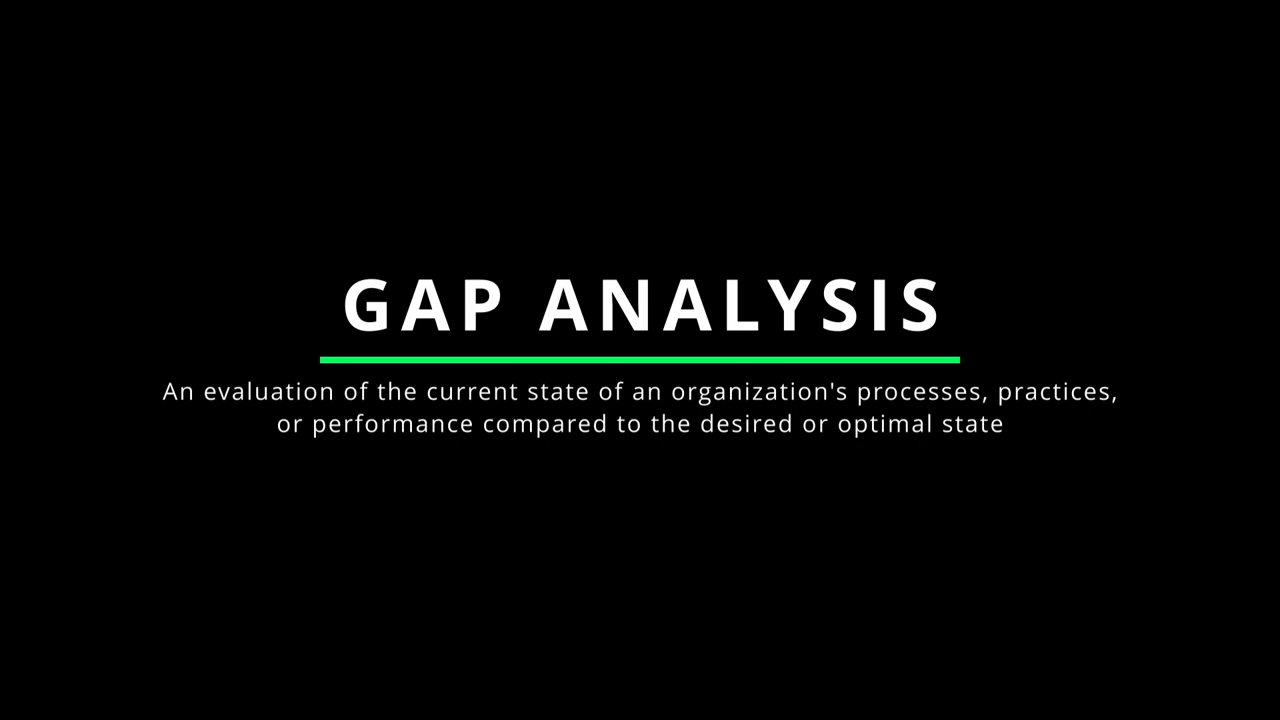 GAP ANALYSIS
An evaluation of the current state of an organization's processes, practices,
or performance compared to the desired or optimal state